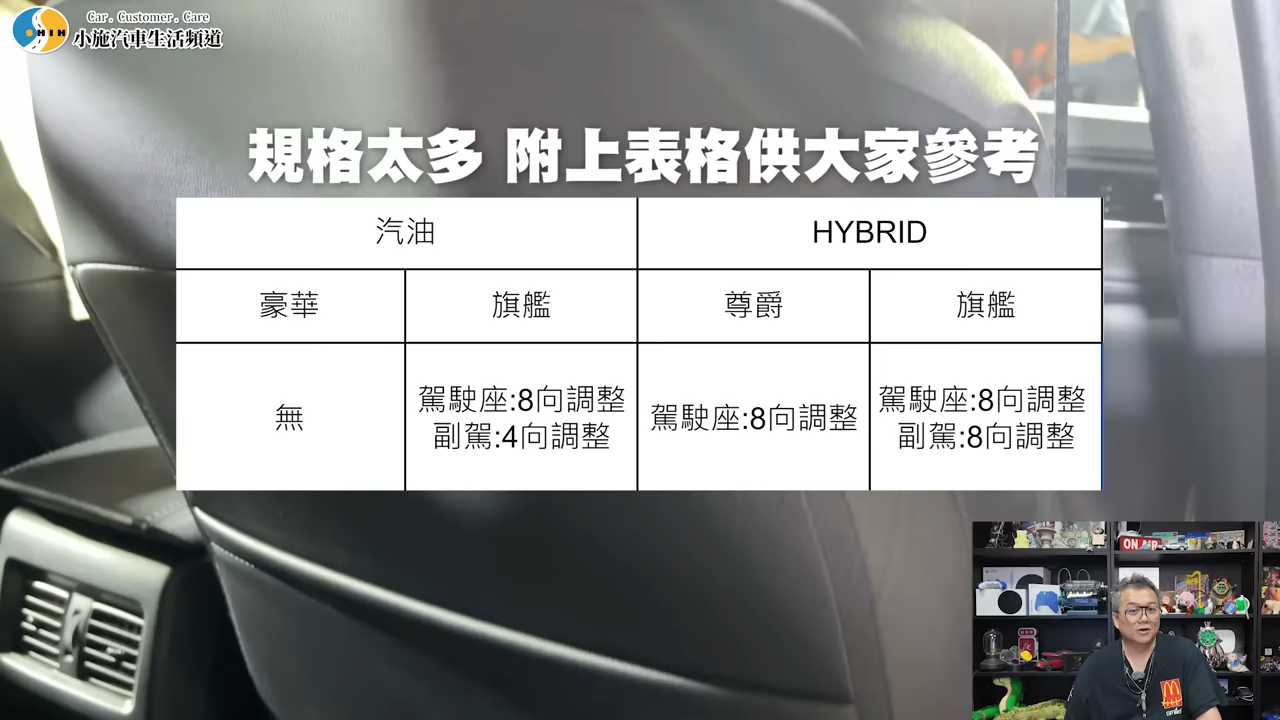 Car. Customer. Care
SHIH
小施汽車生活頻道
規格太多 附上表格供大家參考
汽油
HYBRID
豪華
旗艦
尊爵
旗艦
無
駕駛座:8向調整
副駕:4向調整
駕駛座:8向調整
駕駛座:8向調整
副駕:8向調整
ON AIR
smile